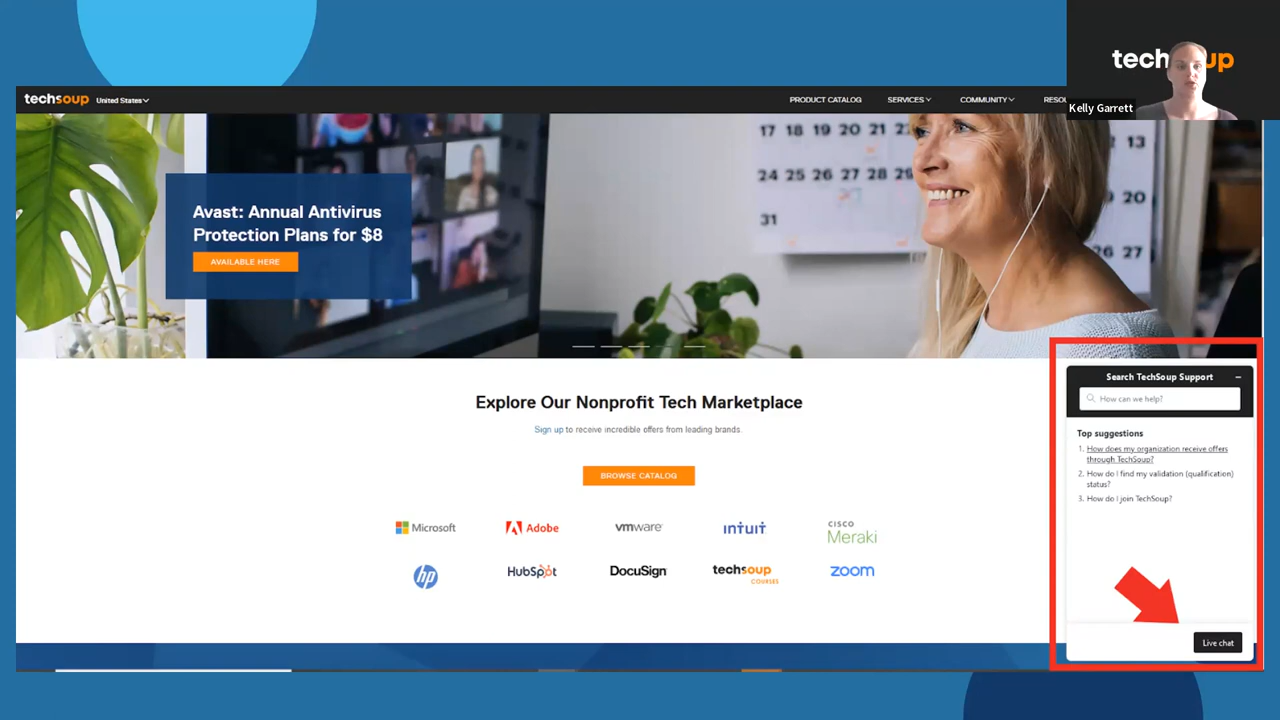 techsoup
Kelly Garrett
techsoup United States
PRODUCT CATALOG SERVICES COMMUNITY
17 18 19 20 21 22 13
24 25 26 27 28 29 20
31 26 27
Avast: Annual Antivirus
Protection Plans for $8
AVAILABLE HERE
Explore Our Nonprofit Tech Marketplace
Sign up to receive incredible offers from leading brands.
BROWSE CATALOG
Microsoft Adobe vmware intuit CISCO Meraki
hp HubSpot DocuSign techsoup COURSES zoom
Search TechSoup Support
How can we help?
Top suggestions
1. How does my organization receive offers
through TechSoup?
2. How do I find my validation (qualification)
status?
3. How do I join TechSoup?
Live chat